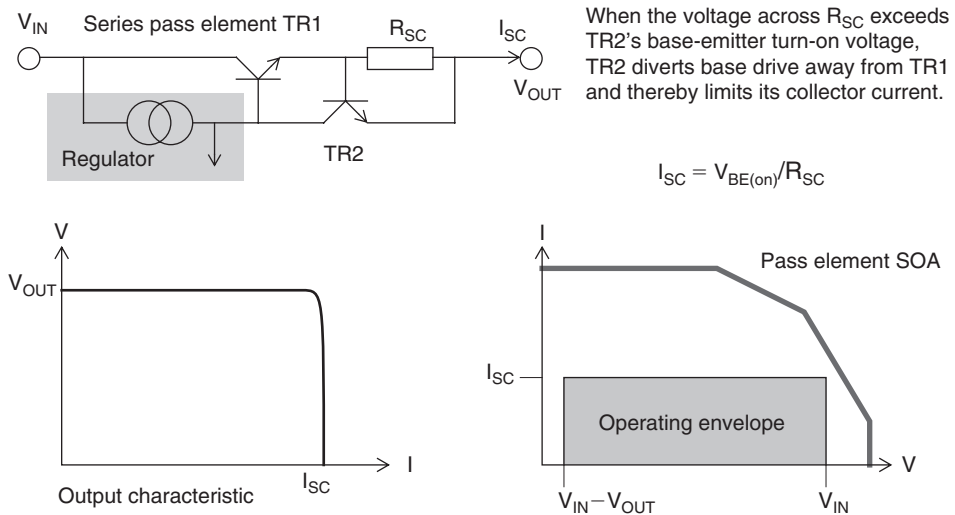 V_IN
Series pass element TR1
R_SC
I_SC
V_OUT
Regulator
TR2
When the voltage across R_SC exceeds
TR2's base-emitter turn-on voltage,
TR2 diverts base drive away from TR1
and thereby limits its collector current.
I_SC = V_BE(on)/R_SC
V
V_OUT
I
I_SC
Output characteristic
I
Pass element SOA
I_SC
Operating envelope
V
V_IN–V_OUT
V_IN